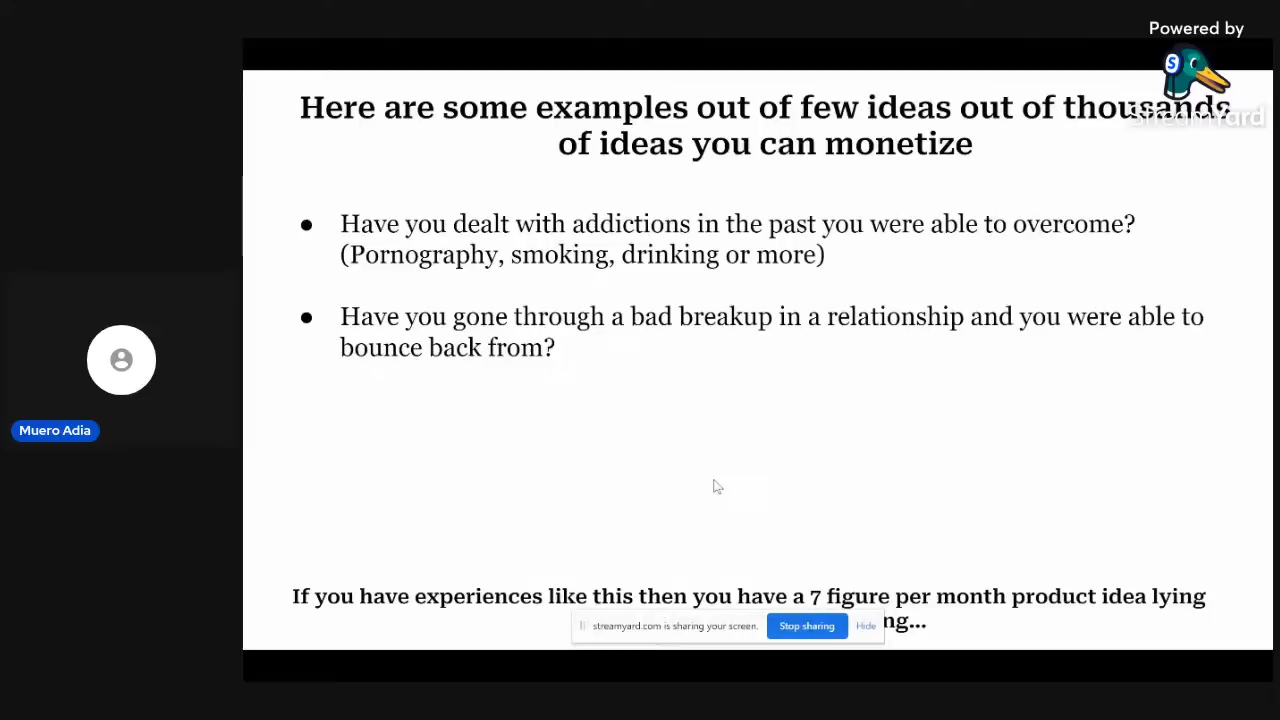 Powered by
StreamYard
Here are some examples out of few ideas out of thousands
of ideas you can monetize
● Have you dealt with addictions in the past you were able to overcome?
(Pornography, smoking, drinking or more)
● Have you gone through a bad breakup in a relationship and you were able to
bounce back from?
Muero Adia
If you have experiences like this then you have a 7 figure per month product idea lying
ng...
streamyard.com is sharing your screen.
Stop sharing
Hide